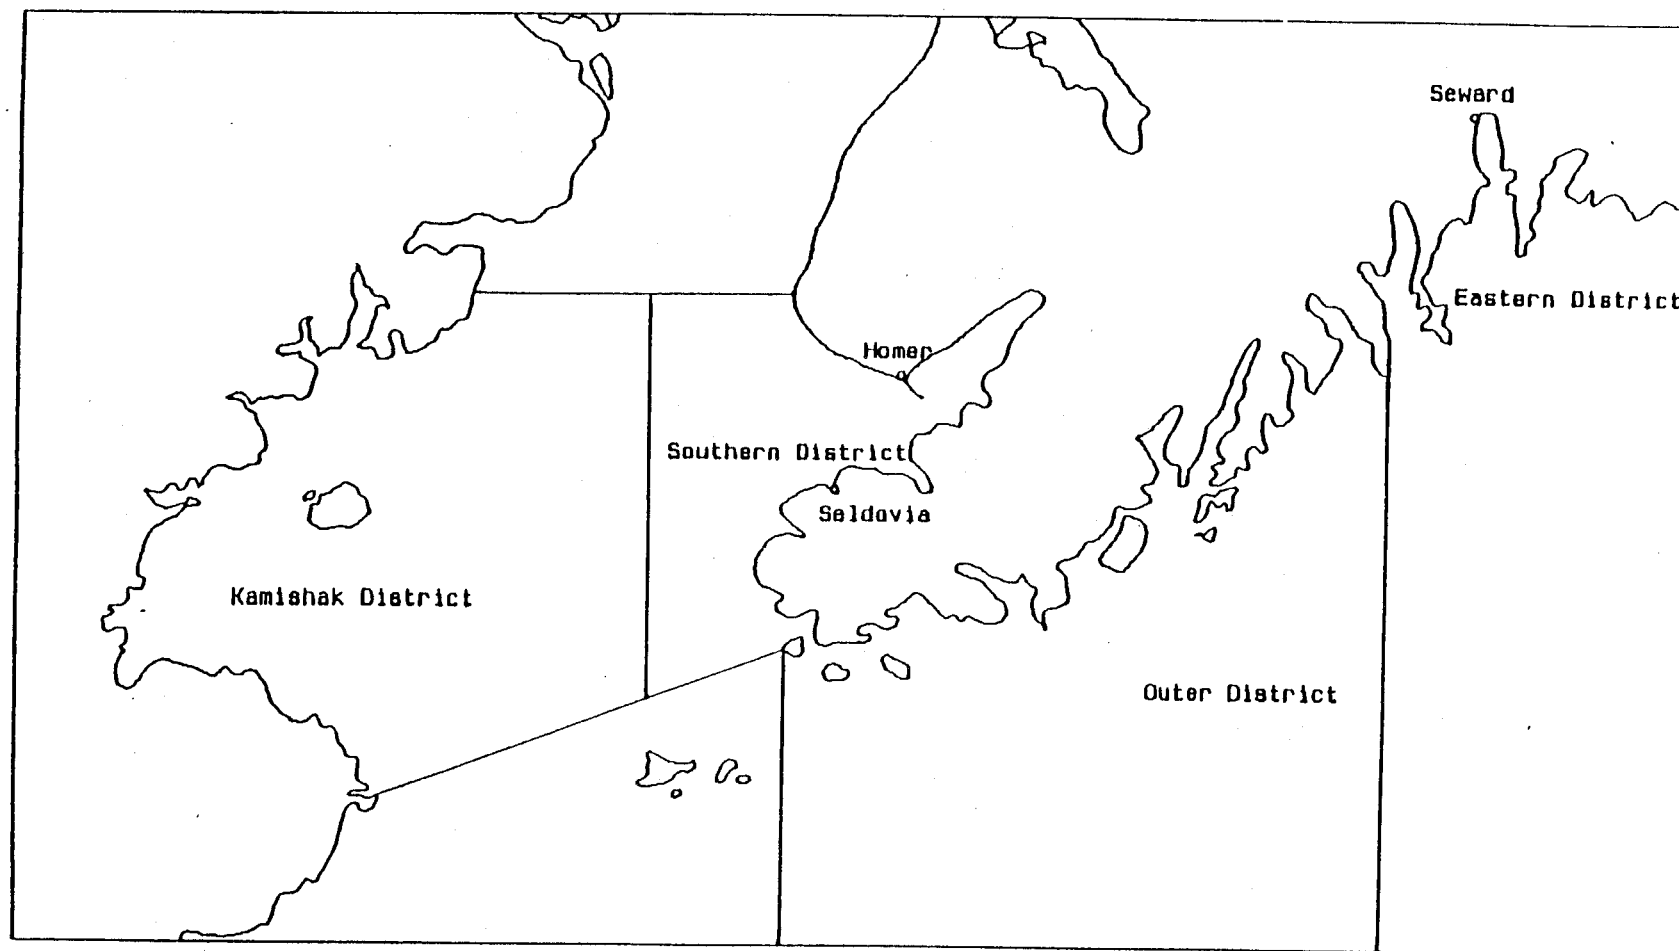 Seward
Eastern District
Homer
Southern District
Seldovia
Kamishak District
Outer District